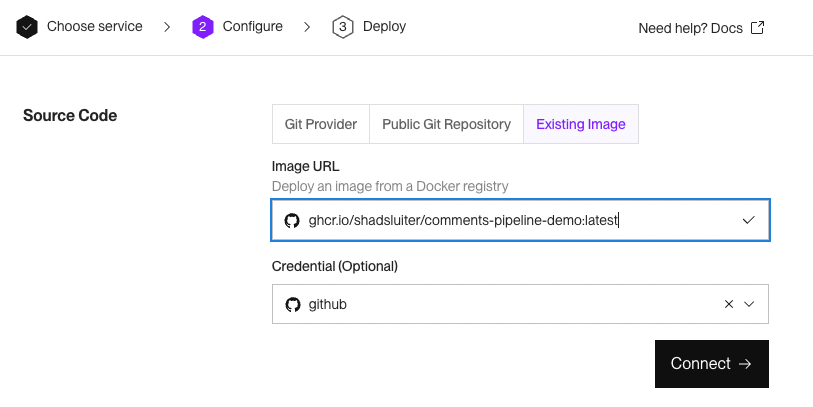 Choose service
2 Configure
3 Deploy
Need help? Docs
Source Code
Git Provider
Public Git Repository
Existing Image
Image URL
Deploy an image from a Docker registry
ghcr.io/shadsluiter/comments-pipeline-demo:latest
Credential (Optional)
github
Connect